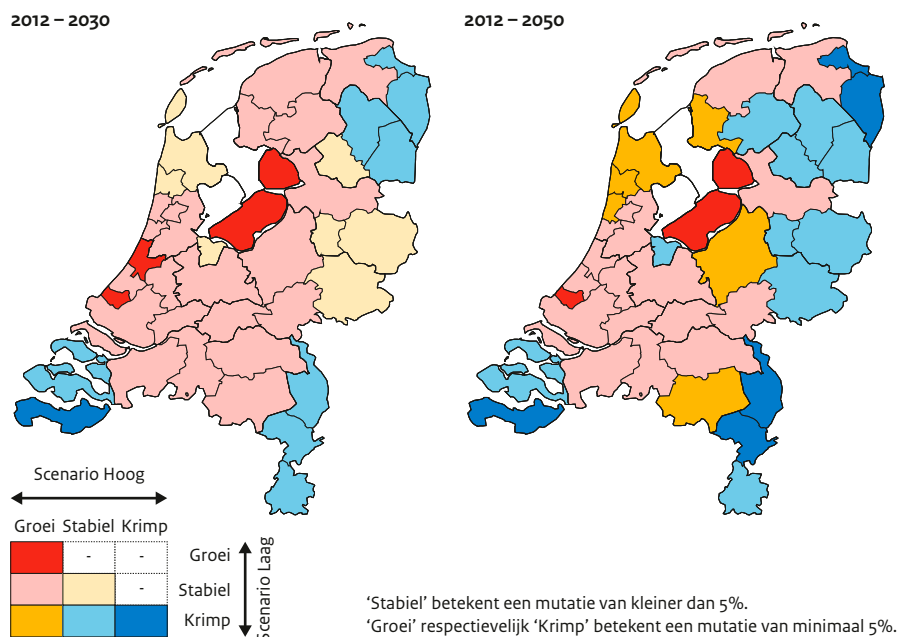 2012 – 2030
2012 – 2050
Scenario Hoog
Groei Stabiel Krimp
- - Groei
- Stabiel
Krimp
Scenario Laag
‘Stabiel’ betekent een mutatie van kleiner dan 5%.
‘Groei’ respectievelijk ‘Krimp’ betekent een mutatie van minimaal 5%.